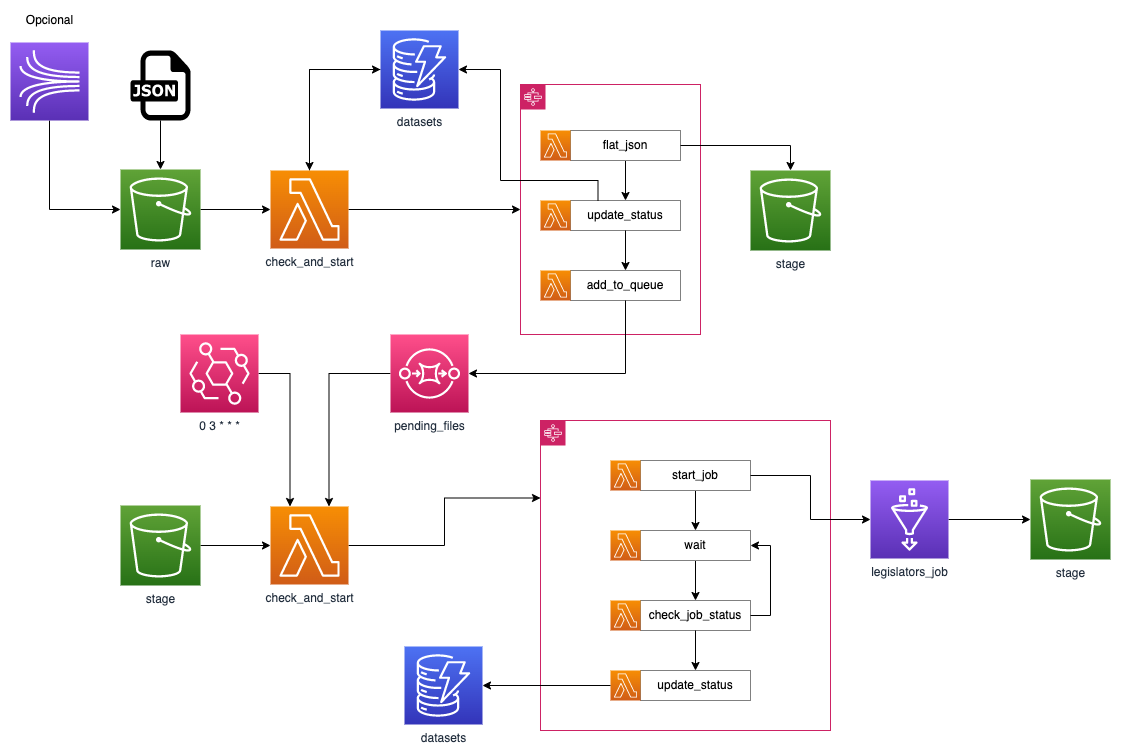 Opcional
JSON
datasets
flat_json
update_status
add_to_queue
raw
check_and_start
stage
0 3 * * *
pending_files
start_job
wait
check_job_status
update_status
legislators_job
stage
stage
check_and_start
datasets